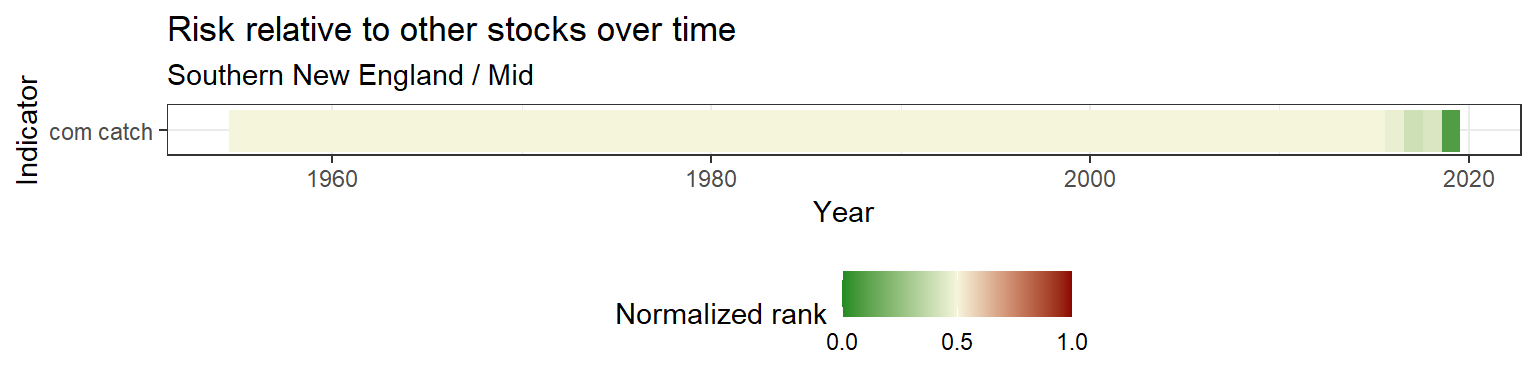 Risk relative to other stocks over time
Southern New England / Mid
Indicator
com catch
1960 1980 2000 2020
Year
Normalized rank
0.0 0.5 1.0